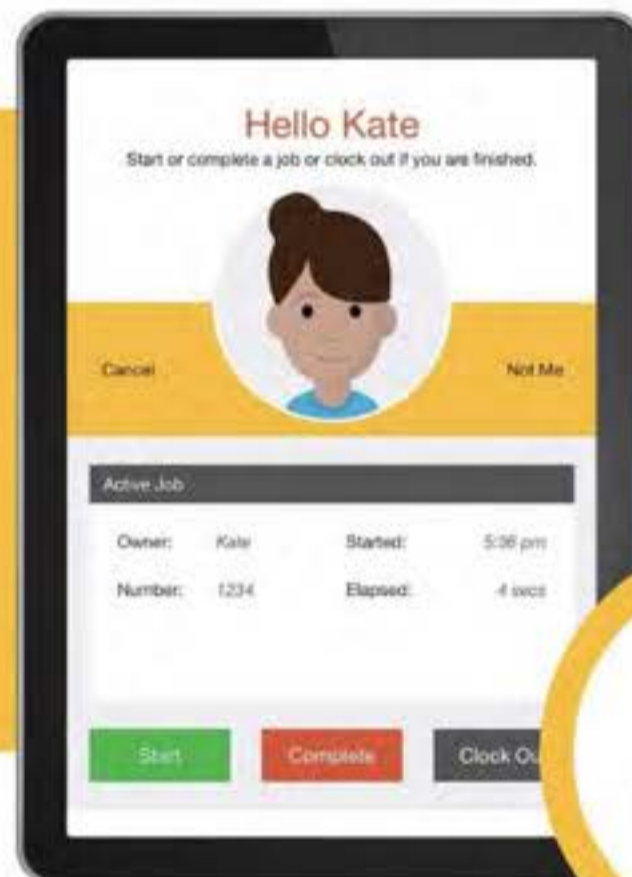 Hello Kate
Start or complete a job or clock out if you are finished.
Cancel Not Me
Active Job
Owner: Kate Started: 5:36 pm
Number: 1234 Elapsed: 4 secs
Start Complete Clock Ou